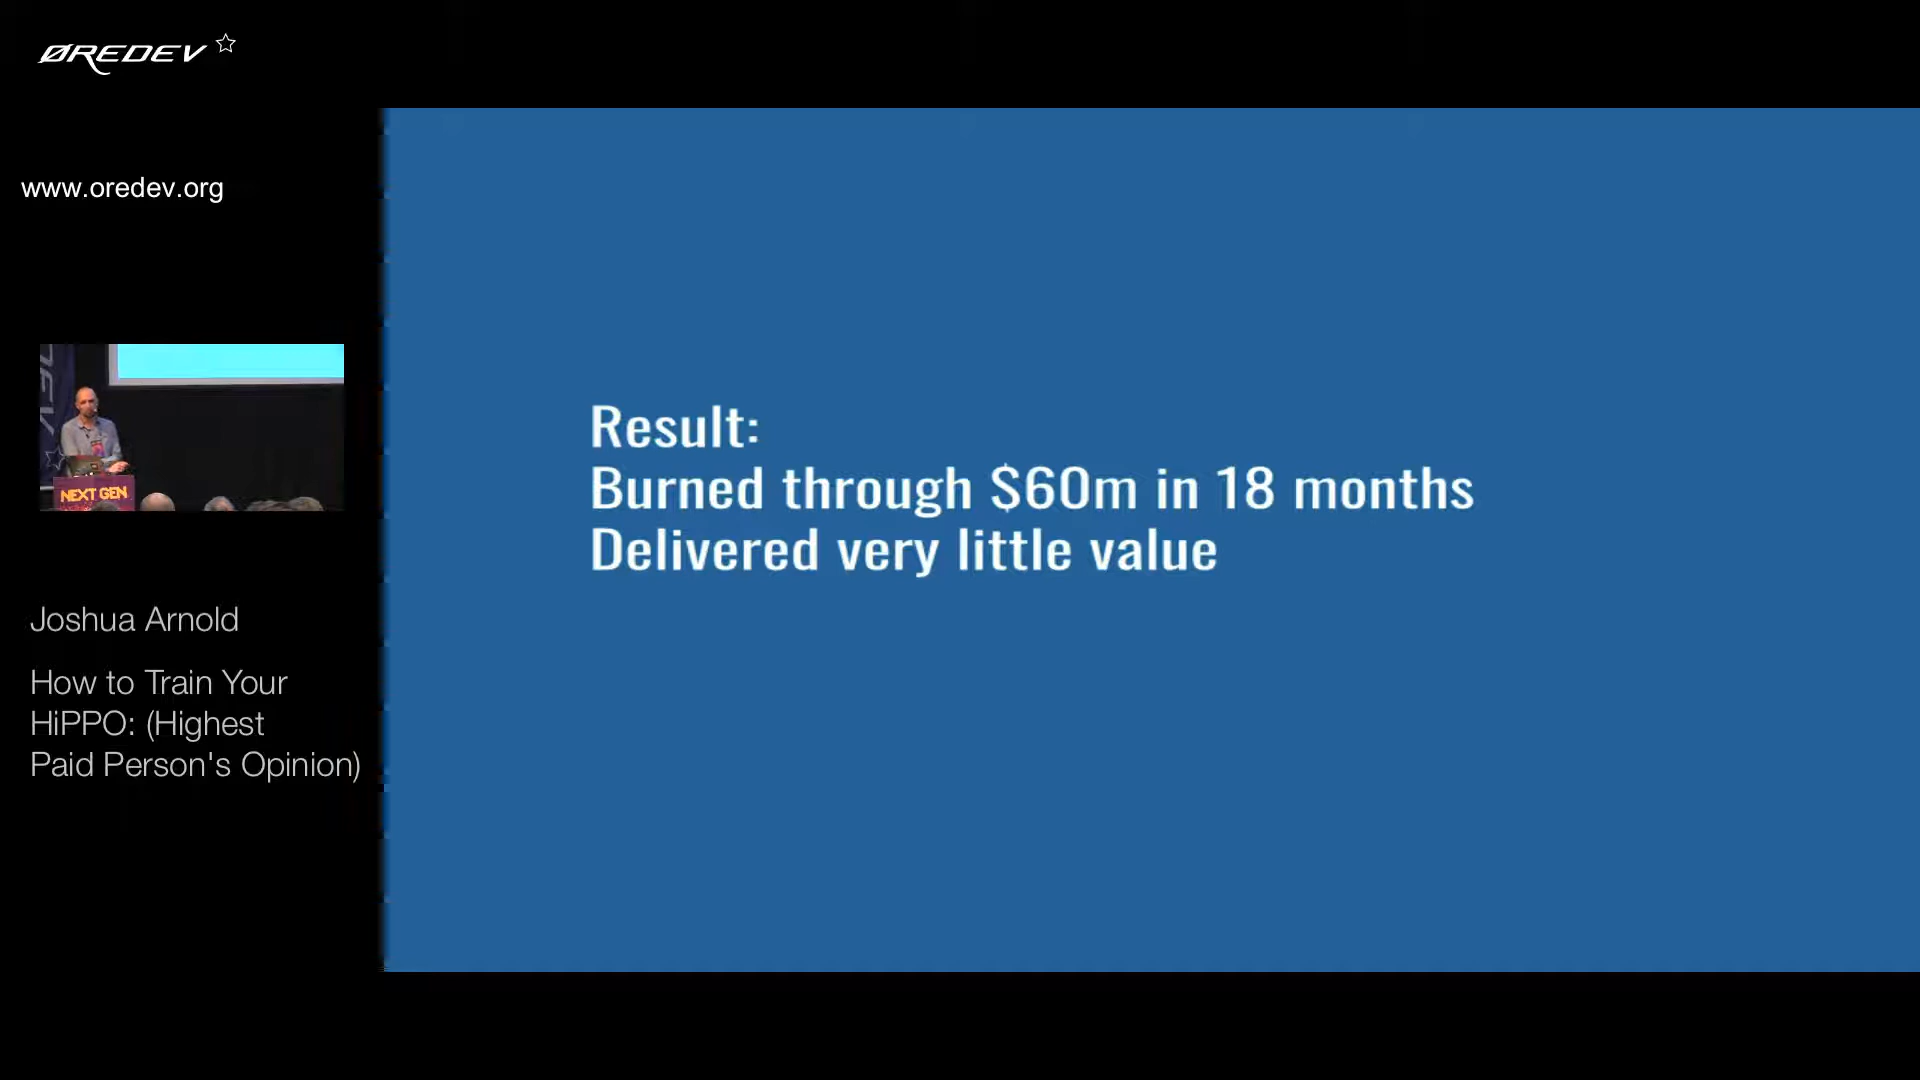 ØREDEV
www.oredev.org
NEXT GEN
Joshua Arnold
How to Train Your
HiPPO: (Highest
Paid Person's Opinion)
Result:
Burned through $60m in 18 months
Delivered very little value